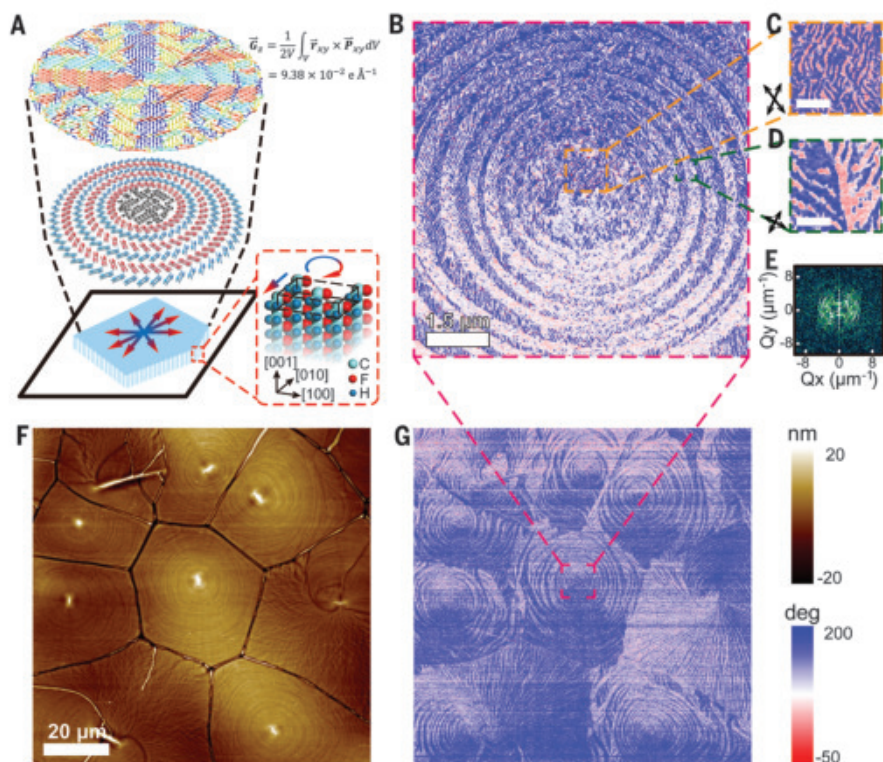 A
G⃗z = 1/2V ∫V r⃗xy × P⃗xy dV
= 9.38 × 10⁻² e Å⁻¹
[001]
[010]
[100]
C
F
H
B
1.5 μm
C
D
E
8
0
-8
Qy (μm⁻¹)
-8 0 8
Qx (μm⁻¹)
F
20 μm
G
nm
20
-20
deg
200
-50